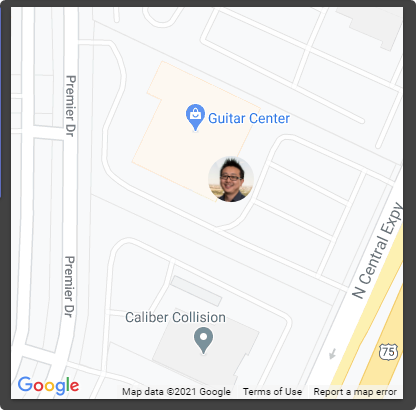 Premier Dr
Guitar Center
N Central Expy
Premier Dr
Caliber Collision
75
Google
Map data ©2021 Google Terms of Use Report a map error